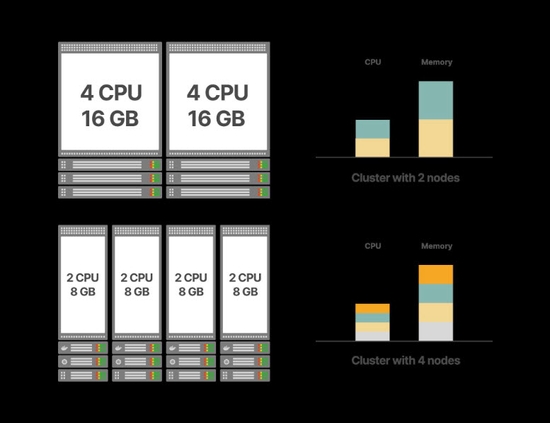 4 CPU
16 GB
4 CPU
16 GB
CPU
Memory
Cluster with 2 nodes
2 CPU
8 GB
2 CPU
8 GB
2 CPU
8 GB
2 CPU
8 GB
CPU
Memory
Cluster with 4 nodes